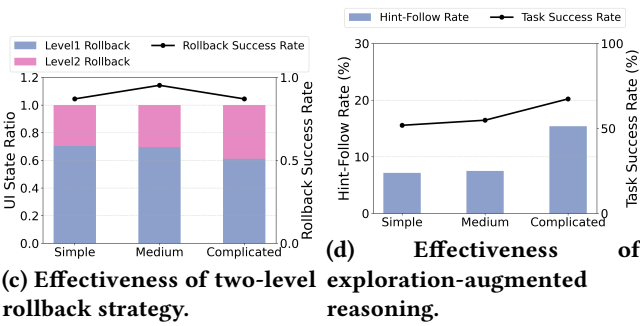 Level1 Rollback
Level2 Rollback
Rollback Success Rate
UI State Ratio
1.2
1.0
0.8
0.6
0.4
0.2
0.0
1.0
0.5
0.0
Rollback Success Rate
Simple Medium Complicated
(c) Effectiveness of two-level
rollback strategy.
Hint-Follow Rate Task Success Rate
Hint-Follow Rate (%)
30
20
10
0
100
50
0
Task Success Rate (%)
Simple Medium Complicated
(d) Effectiveness of
exploration-augmented
reasoning.